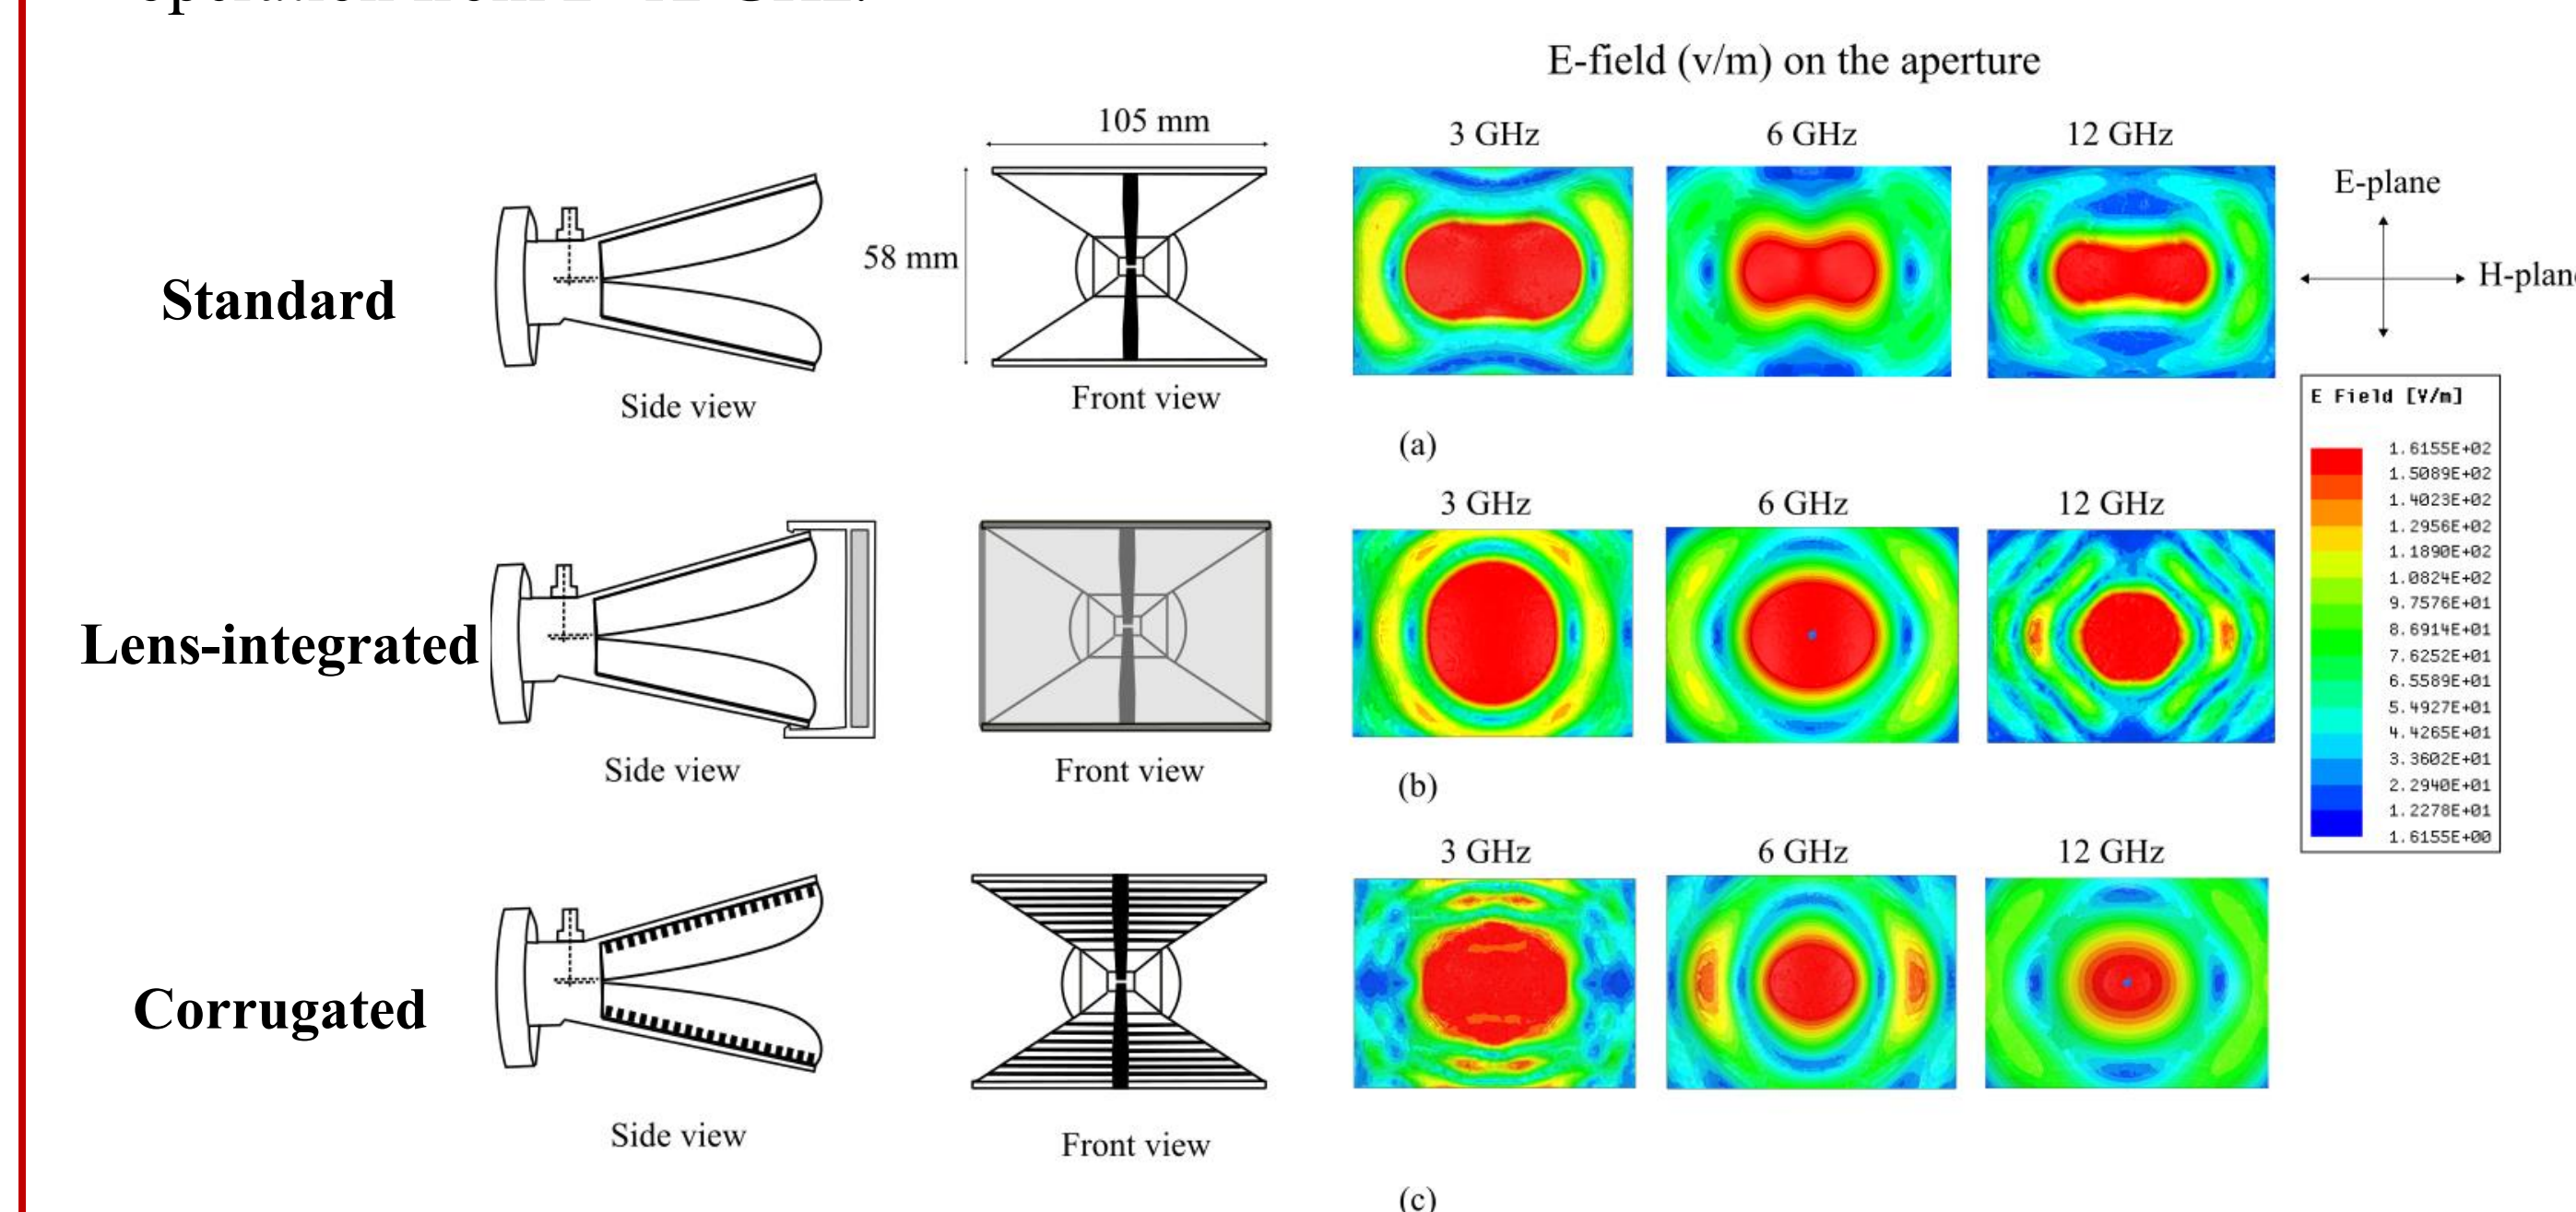 E-field (v/m) on the aperture
105 mm
3 GHz
6 GHz
12 GHz
E-plane
58 mm
Standard
Side view
Front view
(a)
E Field [V/m]
1.6155E+02
1.5089E+02
1.4023E+02
1.2956E+02
1.1890E+02
1.0824E+02
9.7576E+01
8.6914E+01
7.6252E+01
6.5589E+01
5.4927E+01
4.4265E+01
3.3602E+01
2.2940E+01
1.2278E+01
1.6155E+00
3 GHz
6 GHz
12 GHz
Lens-integrated
Side view
Front view
(b)
3 GHz
6 GHz
12 GHz
Corrugated
Side view
Front view
(c)